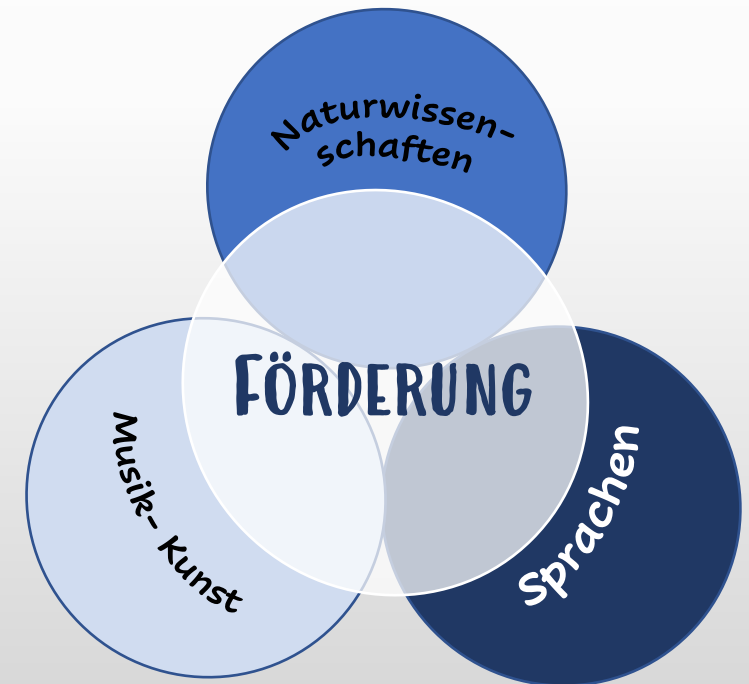 Naturwissen-
schaften
FÖRDERUNG
Musik- Kunst
Sprachen